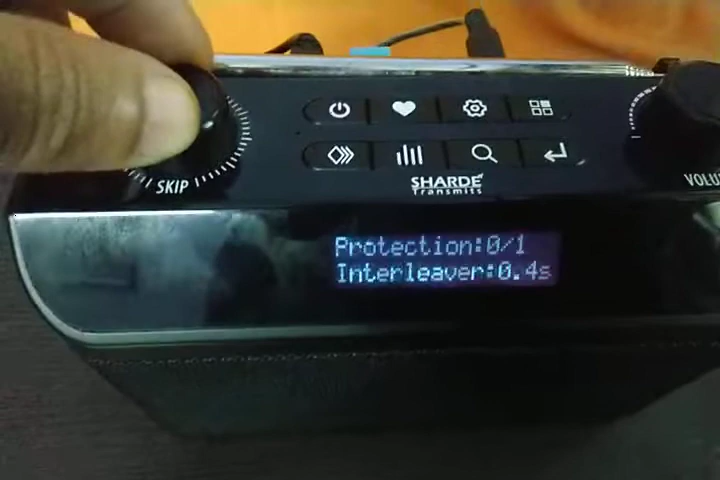 SKIP
SHARDE
Transmits
VOLU
Protection:0/1
Interleaver:0.4s